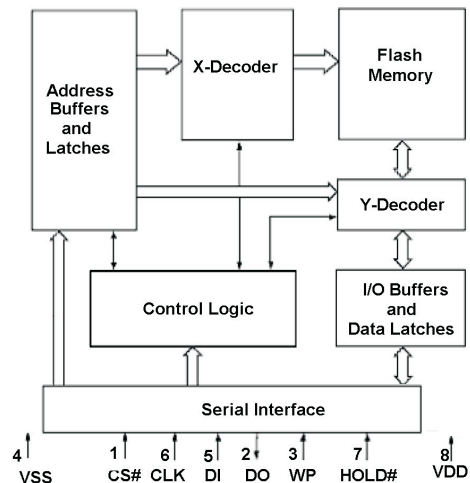 Address
Buffers
and
Latches
X-Decoder
Flash
Memory
Y-Decoder
Control Logic
I/O Buffers
and
Data Latches
Serial Interface
4 1 6 5 2 3 7 8
VSS CS# CLK DI DO WP HOLD# VDD